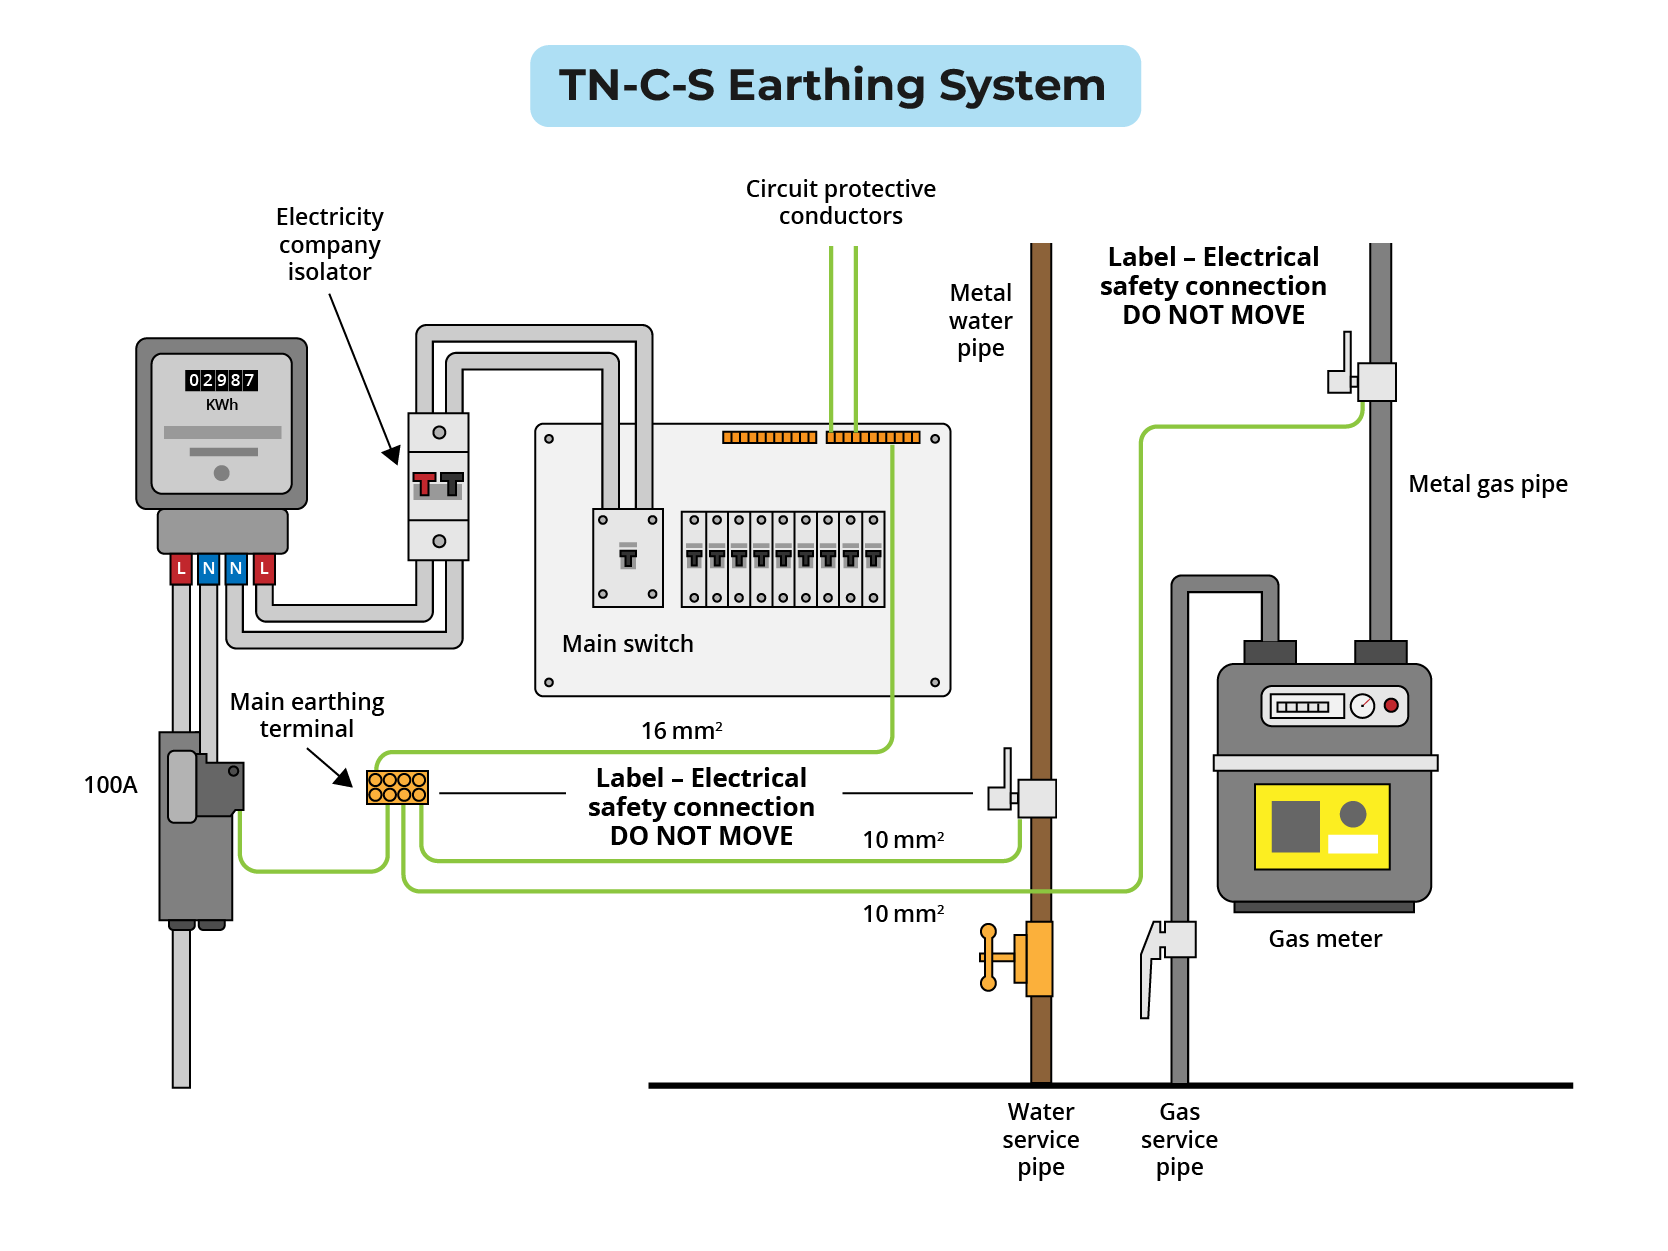 TN-C-S Earthing System
Circuit protective
conductors
Electricity
company
isolator
Label – Electrical
safety connection
DO NOT MOVE
Metal
water
pipe
02987
KWh
Metal gas pipe
L N N L
Main switch
Main earthing
terminal
16 mm²
100A
Label – Electrical
safety connection
DO NOT MOVE
10 mm²
10 mm²
Gas meter
Water
service
pipe
Gas
service
pipe